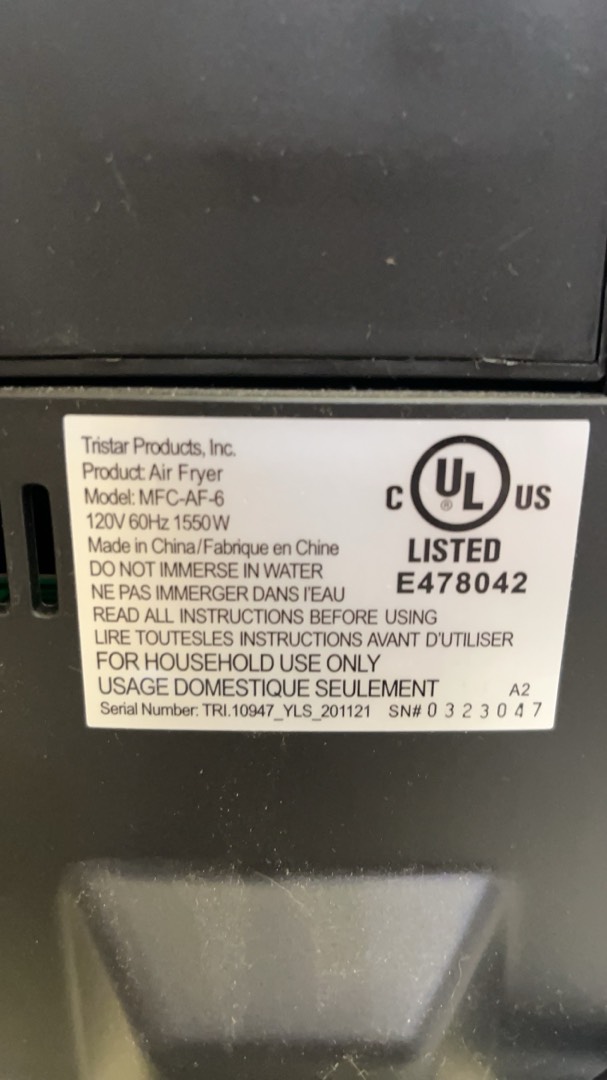 Tristar Products, Inc.
Product: Air Fryer
Model: MFC-AF-6
120V 60Hz 1550W
Made in China/Fabrique en Chine
DO NOT IMMERSE IN WATER
NE PAS IMMERGER DANS I'EAU
READ ALL INSTRUCTIONS BEFORE USING
LIRE TOUTESLES INSTRUCTIONS AVANT D'UTILISER
FOR HOUSEHOLD USE ONLY
USAGE DOMESTIQUE SEULEMENT
A2
Serial Number: TRI.10947_YLS_201121 SN# 0323047
C UL ® US
LISTED
E478042